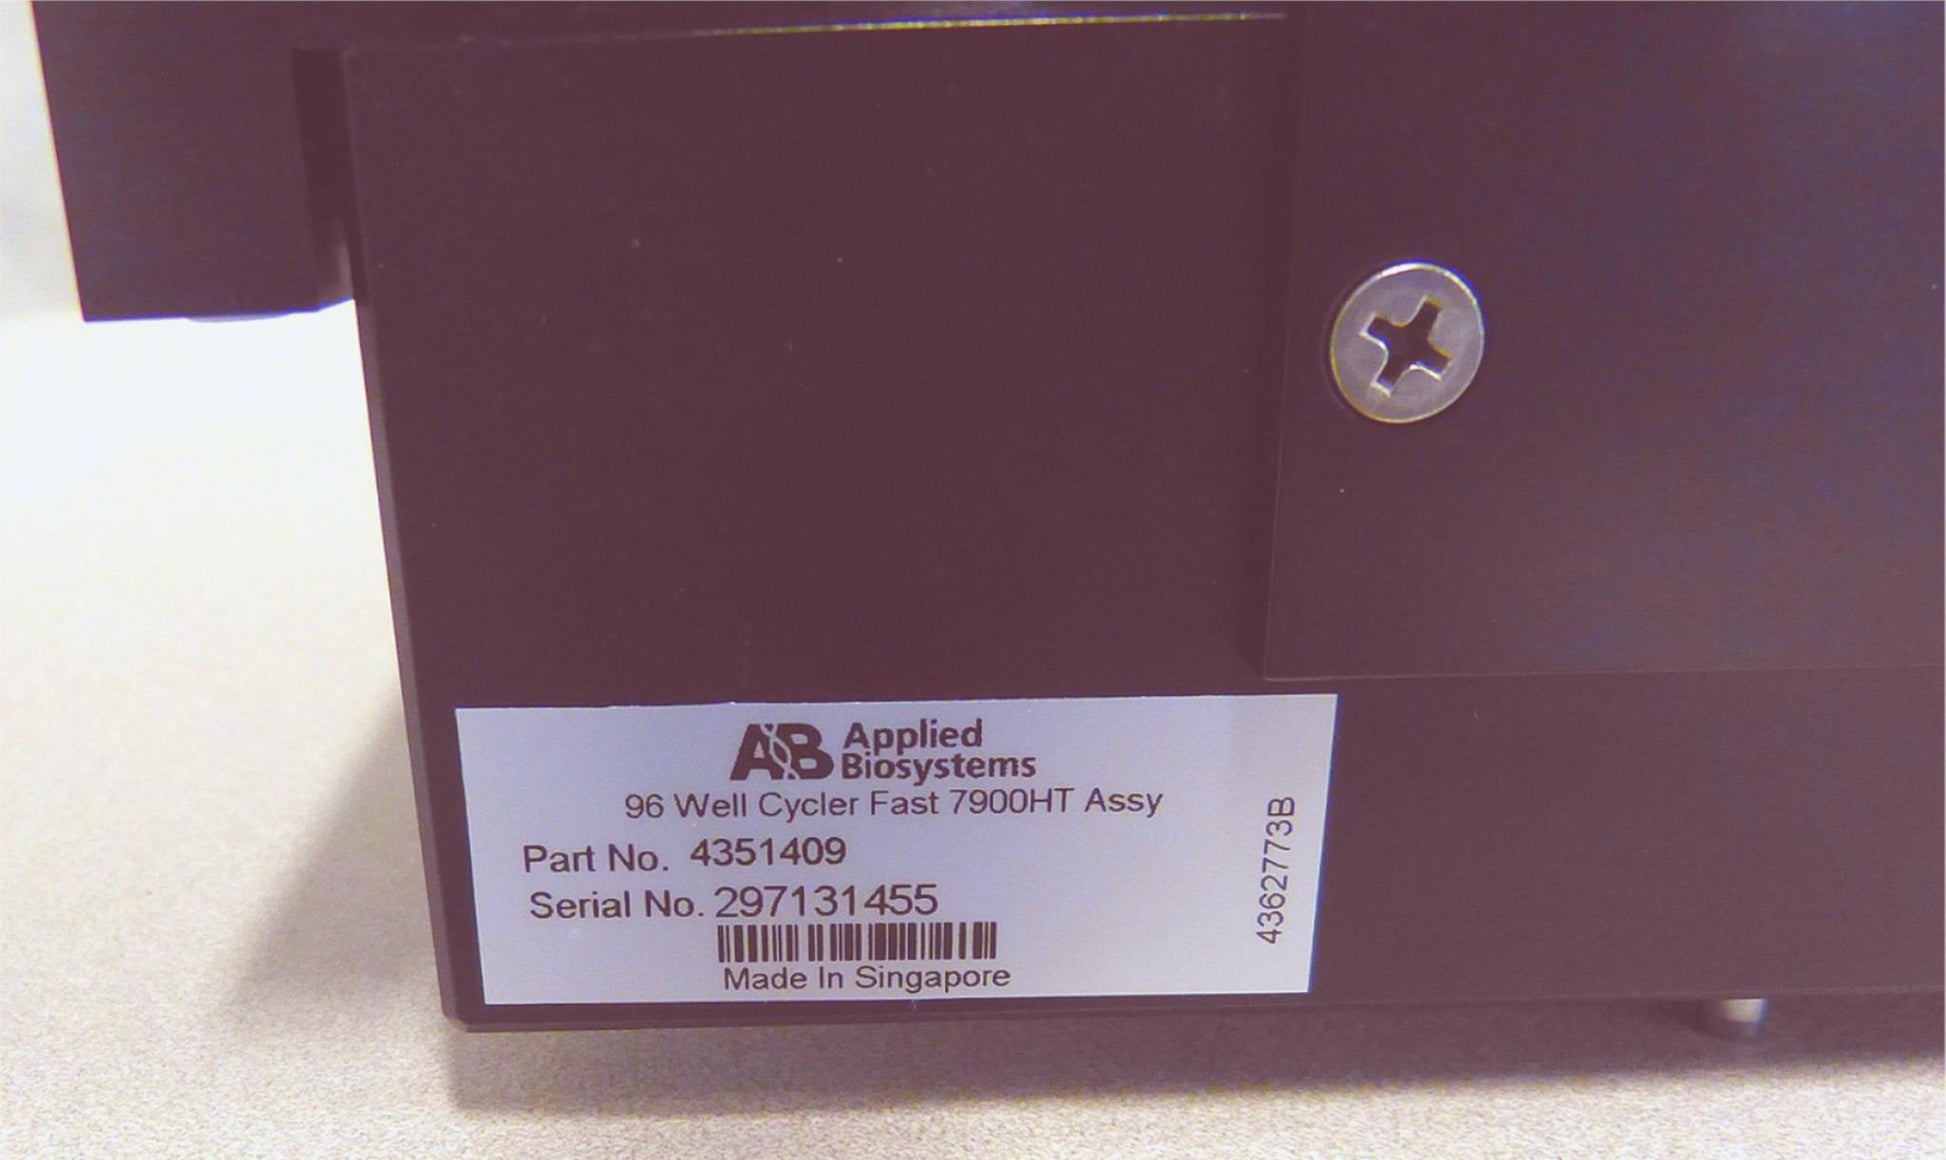 AB Applied
Biosystems
96 Well Cycler Fast 7900HT Assy
Part No. 4351409
Serial No. 297131455
Made In Singapore
4362773B